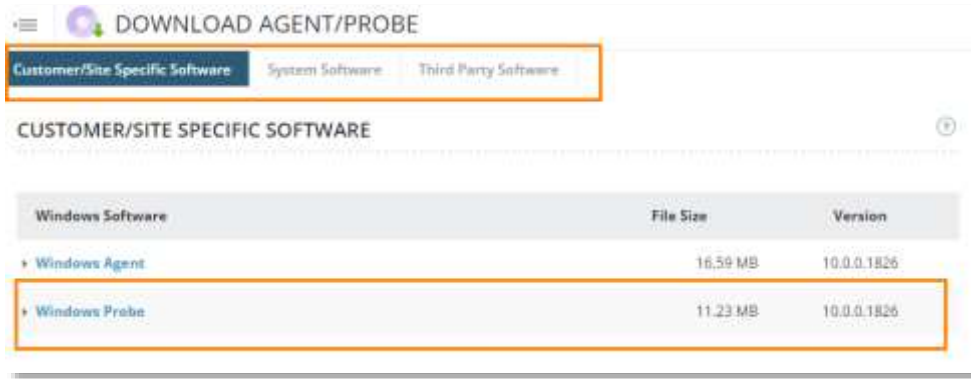 DOWNLOAD AGENT/PROBE
Customer/Site Specific Software System Software Third Party Software
CUSTOMER/SITE SPECIFIC SOFTWARE
Windows Software File Size Version
Windows Agent 16.59 MB 10.0.0.1826
Windows Probe 11.23 MB 10.0.0.1826